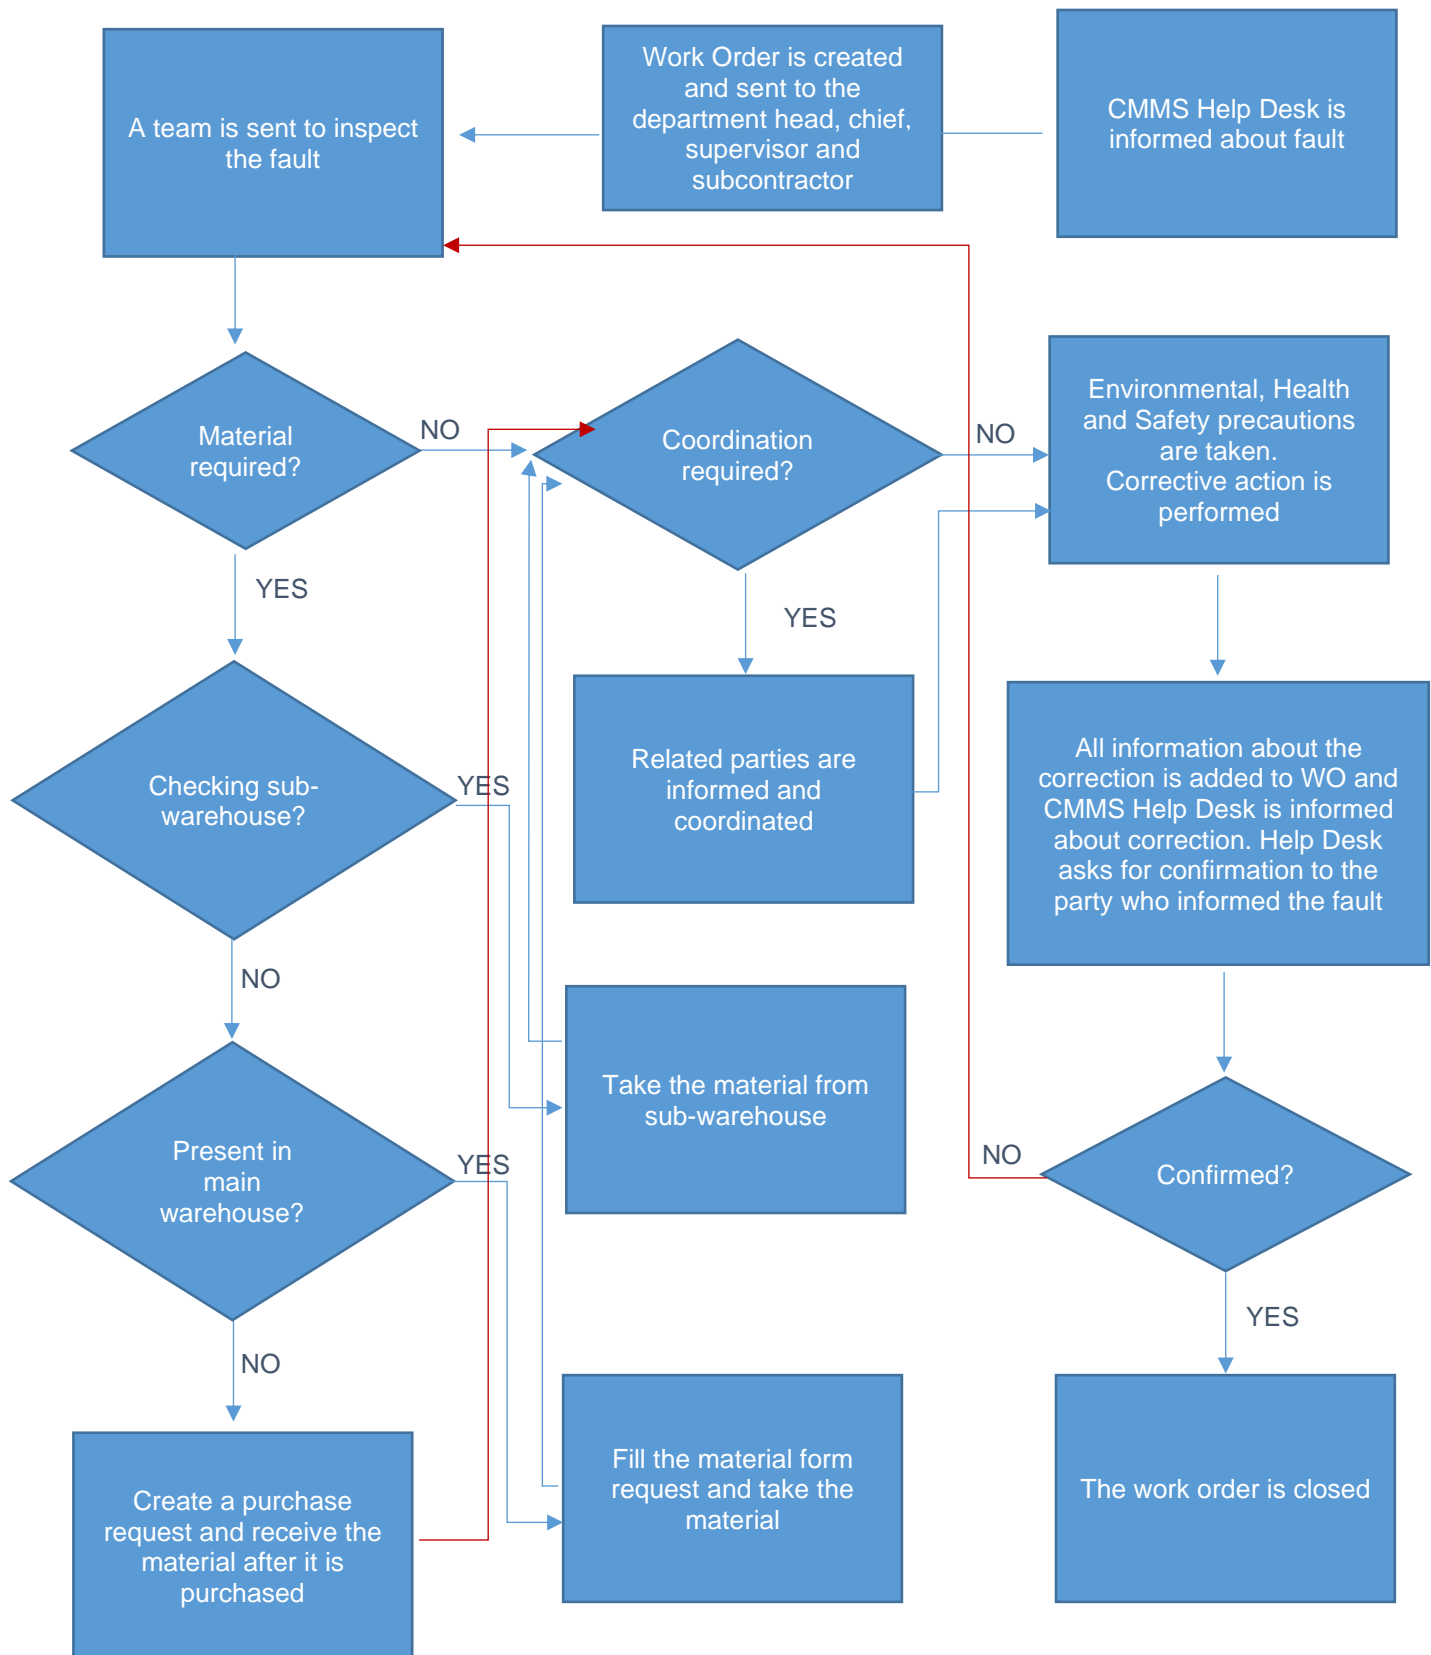 A team is sent to inspect
the fault
Work Order is created
and sent to the
department head, chief,
supervisor and
subcontractor
CMMS Help Desk is
informed about fault
Material
required?
NO
Coordination
required?
NO
Environmental, Health
and Safety precautions
are taken.
Corrective action is
performed
YES
YES
Checking sub-
warehouse?
YES
Related parties are
informed and
coordinated
All information about the
correction is added to WO and
CMMS Help Desk is informed
about correction. Help Desk
asks for confirmation to the
party who informed the fault
NO
Take the material from
sub-warehouse
Present in
main
warehouse?
YES
NO
Confirmed?
YES
NO
Create a purchase
request and receive the
material after it is
purchased
Fill the material form
request and take the
material
The work order is closed